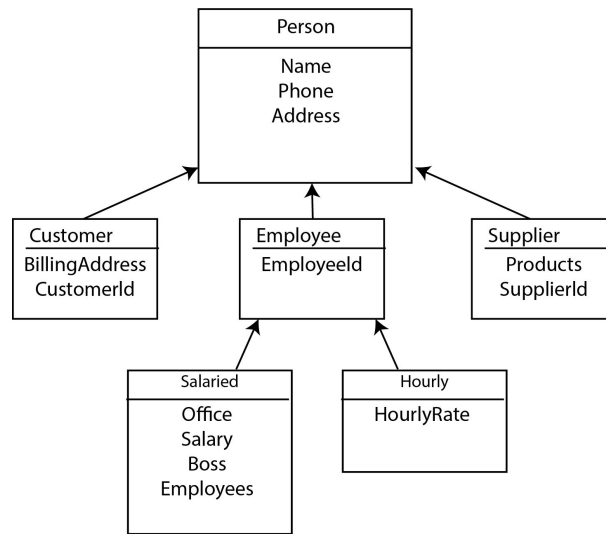 Person
Name
Phone
Address
Customer
BillingAddress
CustomerId
Employee
EmployeeId
Supplier
Products
SupplierId
Salaried
Office
Salary
Boss
Employees
Hourly
HourlyRate